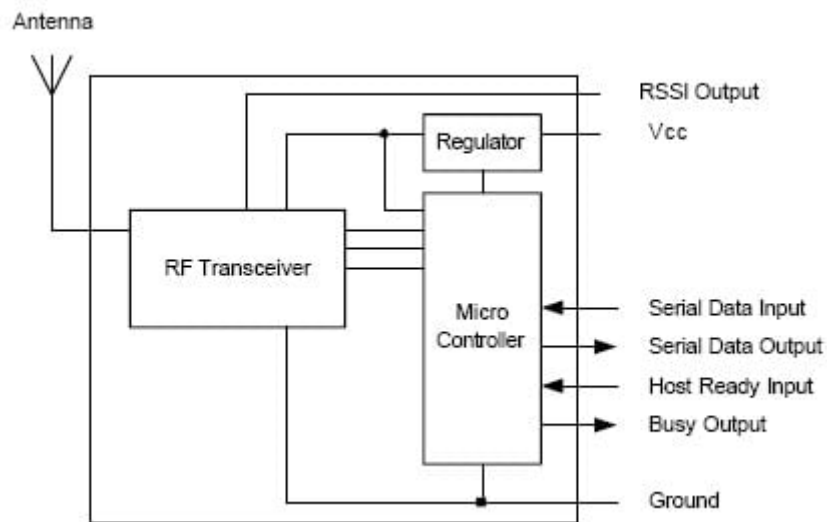 Antenna
RSSI Output
Regulator
Vcc
RF Transceiver
Micro
Controller
Serial Data Input
Serial Data Output
Host Ready Input
Busy Output
Ground